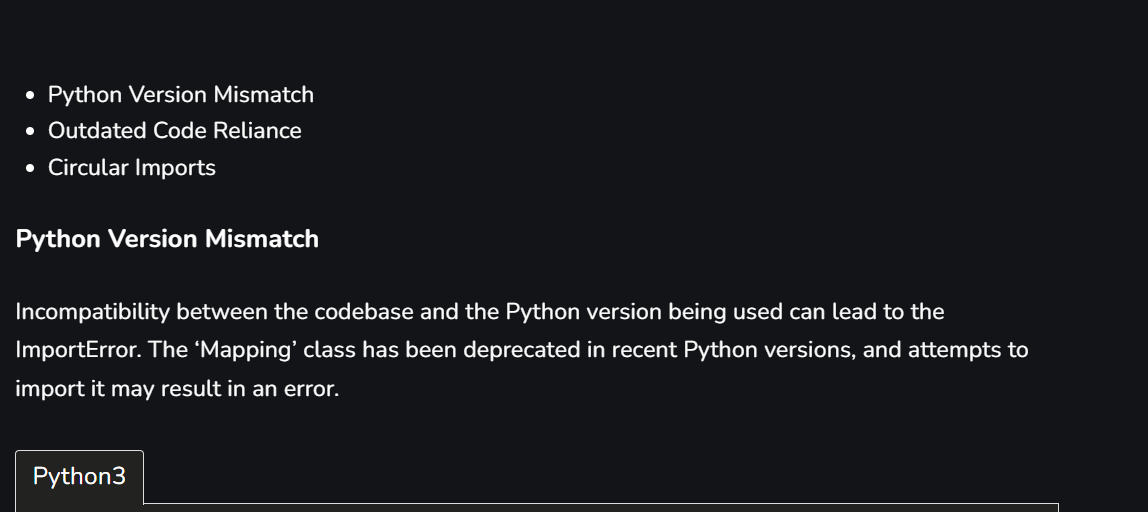 Python Version Mismatch
Outdated Code Reliance
Circular Imports
Python Version Mismatch
Incompatibility between the codebase and the Python version being used can lead to the
ImportError. The ‘Mapping’ class has been deprecated in recent Python versions, and attempts to
import it may result in an error.
Python3